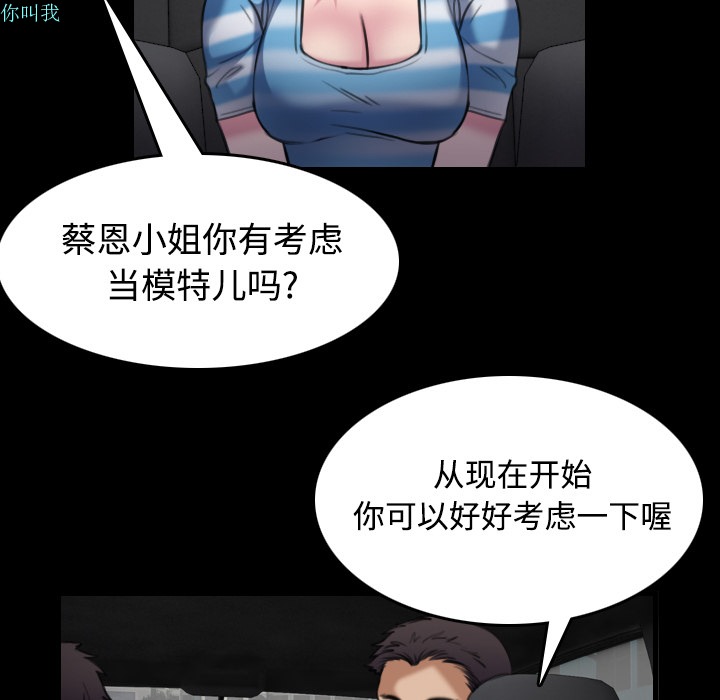 你叫我
蔡恩小姐你有考虑
当模特儿吗?
从现在开始
你可以好好考虑一下喔